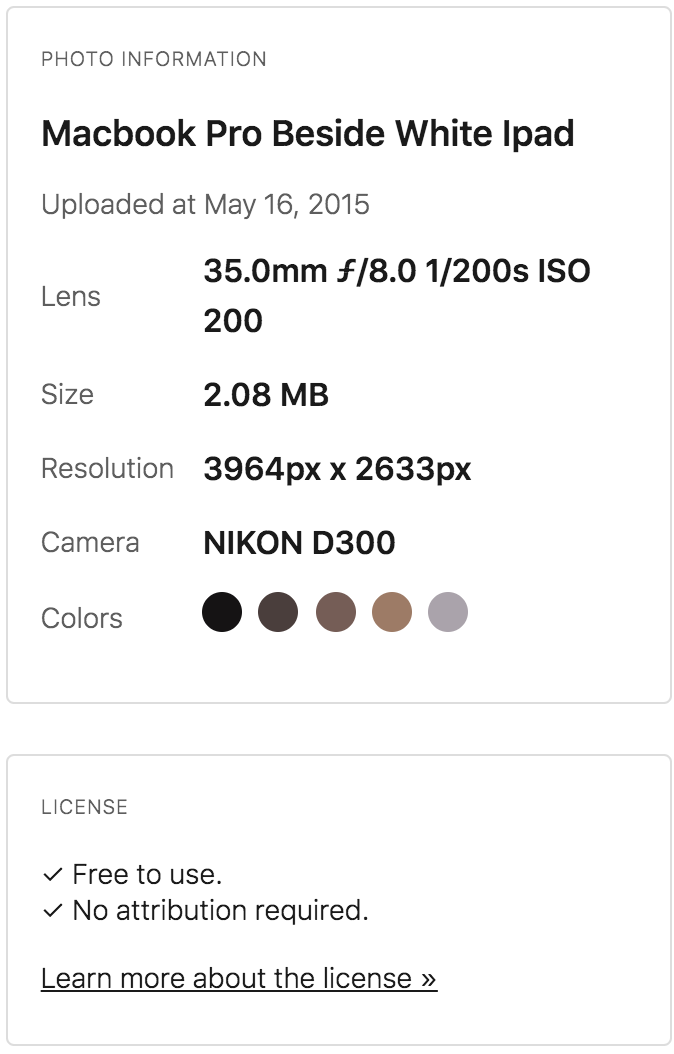 PHOTO INFORMATION
Macbook Pro Beside White Ipad
Uploaded at May 16, 2015
Lens
35.0mm ƒ/8.0 1/200s ISO
200
Size 2.08 MB
Resolution 3964px x 2633px
Camera NIKON D300
Colors
LICENSE
✓ Free to use.
✓ No attribution required.
Learn more about the license »